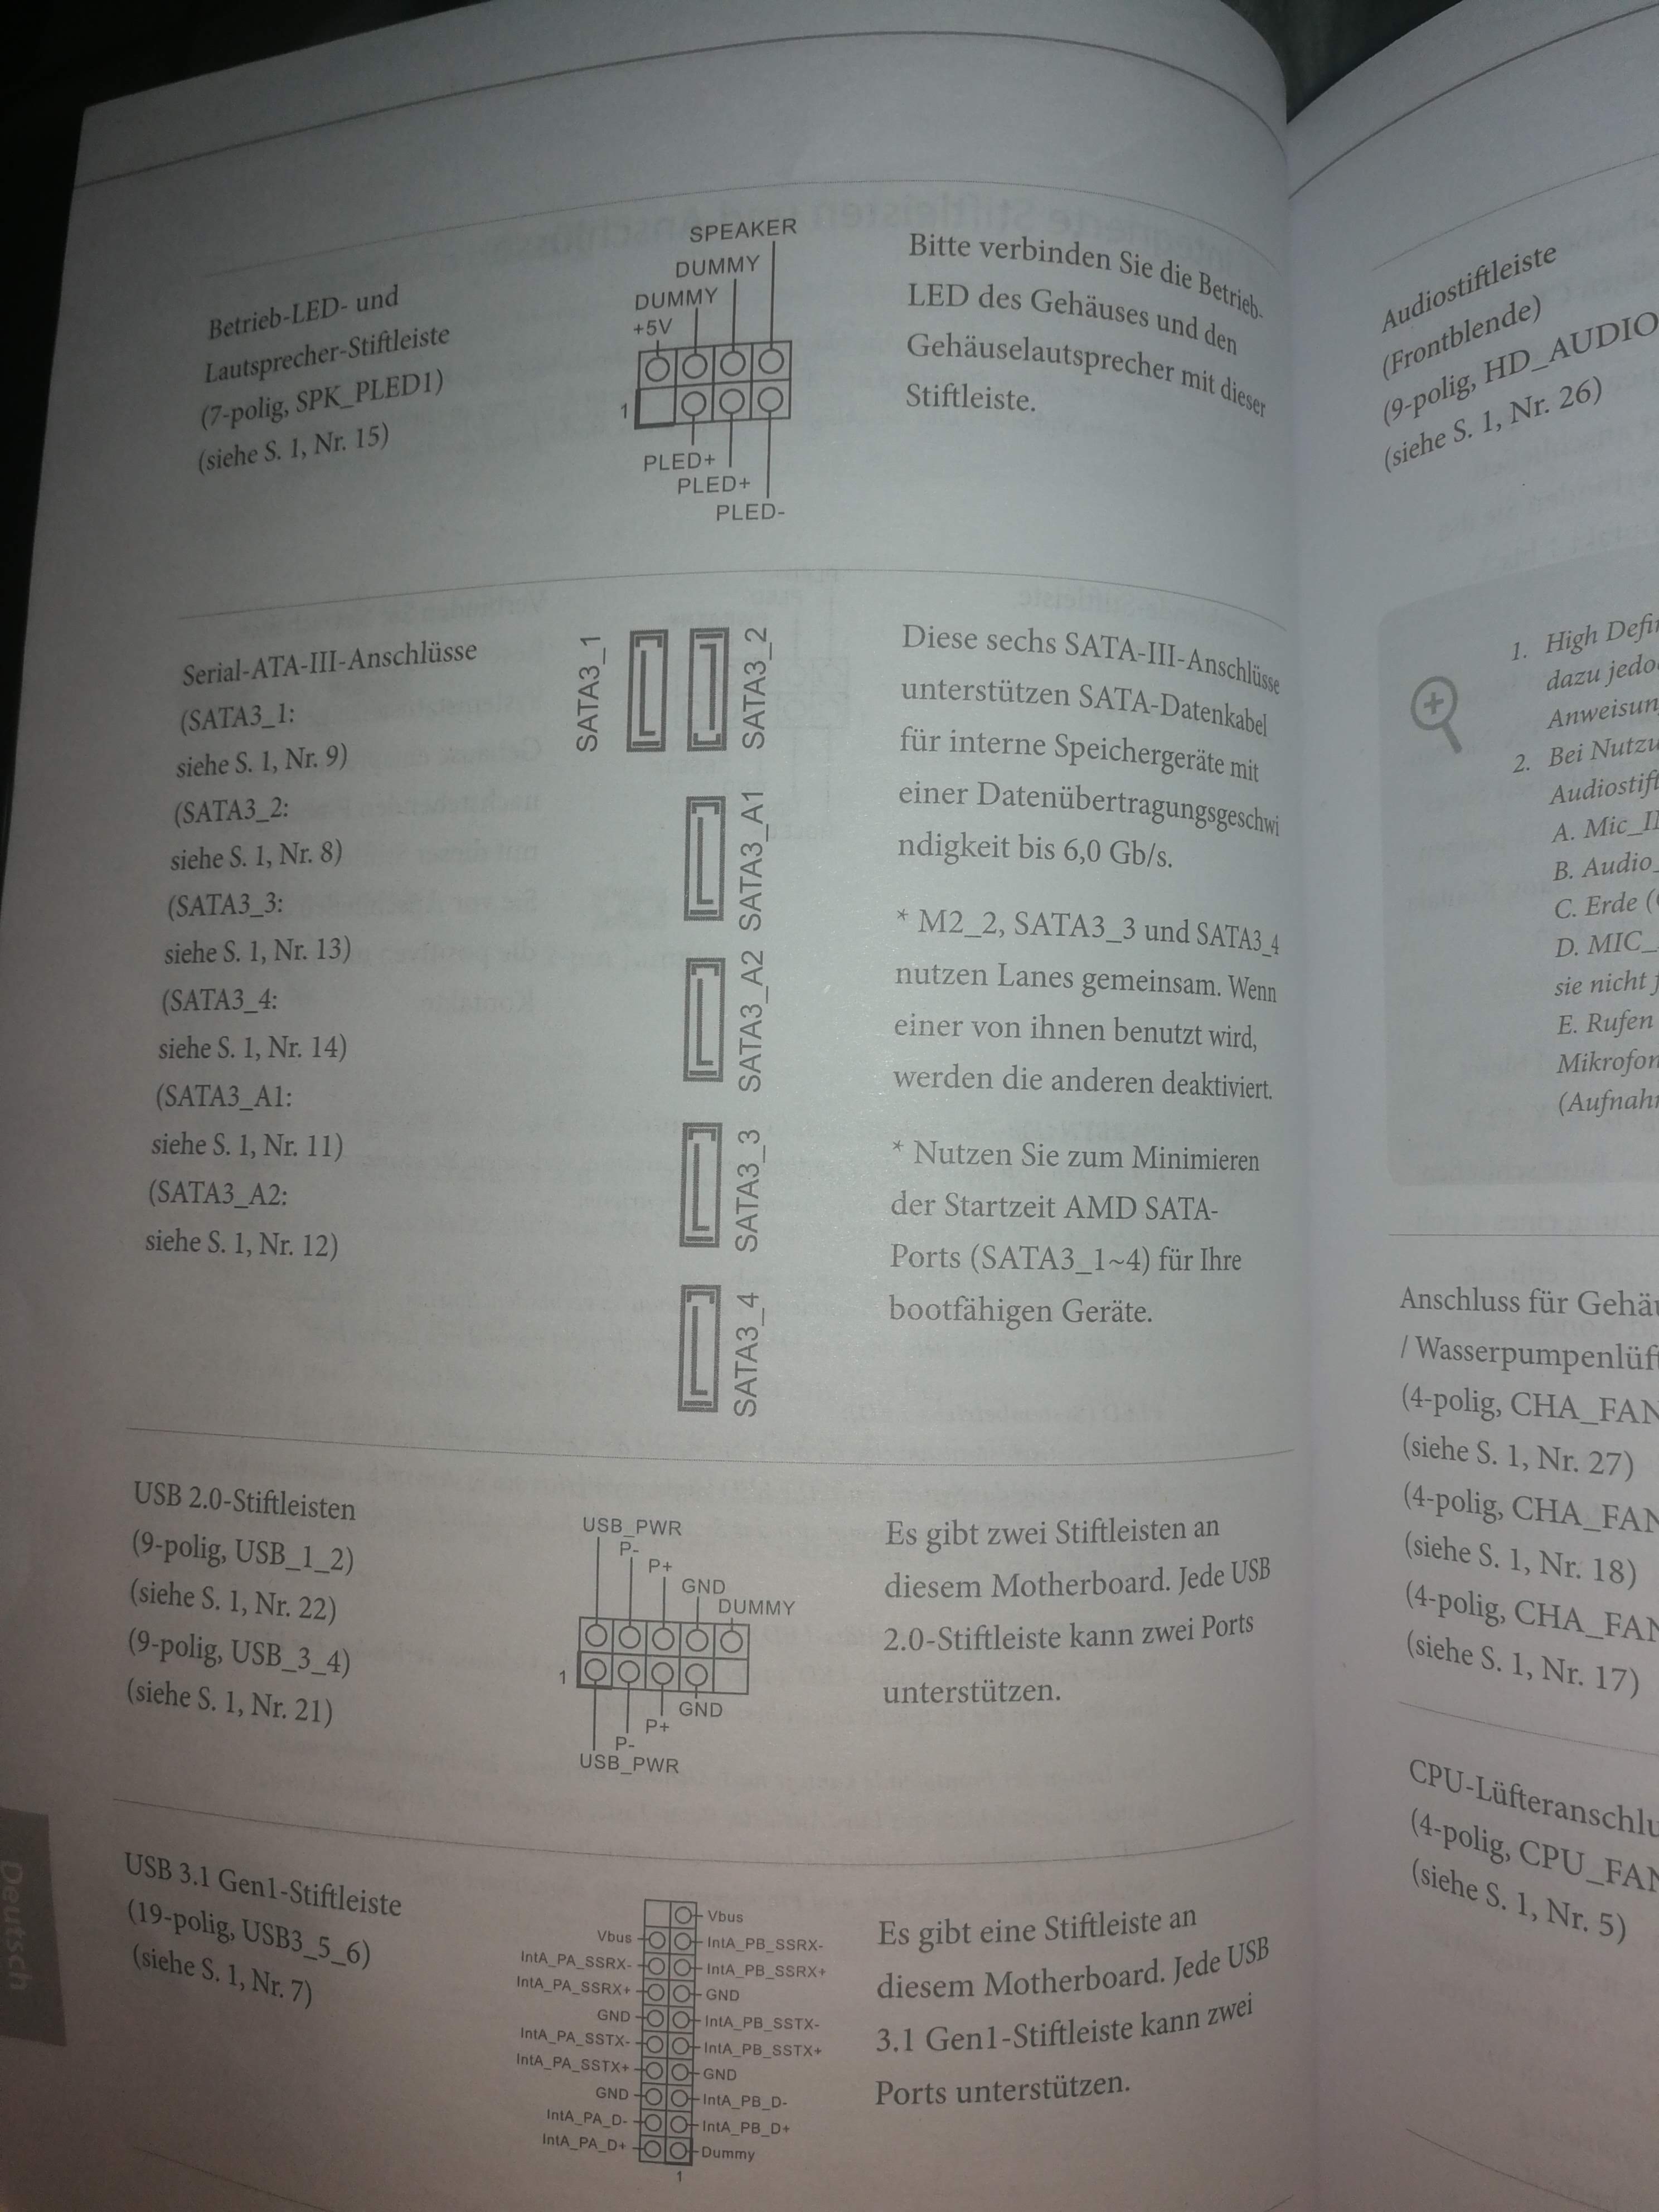 SPEAKER
DUMMY
DUMMY
+5V
1
PLED+
PLED+
PLED-
Betrieb-LED- und
Lautsprecher-Stiftleiste
(7-polig, SPK_PLED1)
(siehe S. 1, Nr. 15)
Bitte verbinden Sie die Betrieb-
LED des Gehäuses und den
Gehäuselautsprecher mit dieser
Stiftleiste.
Serial-ATA-III-Anschlüsse
(SATA3_1:
siehe S. 1, Nr. 9)
(SATA3_2:
siehe S. 1, Nr. 8)
(SATA3_3:
siehe S. 1, Nr. 13)
(SATA3_4:
siehe S. 1, Nr. 14)
(SATA3_A1:
siehe S. 1, Nr. 11)
(SATA3_A2:
siehe S. 1, Nr. 12)
SATA3_1
SATA3_2
SATA3_A1
SATA3_A2
SATA3_3
SATA3_4
Diese sechs SATA-III-Anschlüsse
unterstützen SATA-Datenkabel
für interne Speichergeräte mit
einer Datenübertragungsgeschwi
ndigkeit bis 6,0 Gb/s.
* M2_2, SATA3_3 und SATA3_4
nutzen Lanes gemeinsam. Wenn
einer von ihnen benutzt wird,
werden die anderen deaktiviert.
* Nutzen Sie zum Minimieren
der Startzeit AMD SATA-
Ports (SATA3_1~4) für Ihre
bootfähigen Geräte.
USB 2.0-Stiftleisten
(9-polig, USB_1_2)
(siehe S. 1, Nr. 22)
(9-polig, USB_3_4)
(siehe S. 1, Nr. 21)
USB_PWR
P-
P+
GND
DUMMY
1
GND
P+
P-
USB_PWR
Es gibt zwei Stiftleisten an
diesem Motherboard. Jede USB
2.0-Stiftleiste kann zwei Ports
unterstützen.
USB 3.1 Gen1-Stiftleiste
(19-polig, USB3_5_6)
(siehe S. 1, Nr. 7)
Vbus
Vbus IntA_PB_SSRX-
IntA_PA_SSRX- IntA_PB_SSRX+
IntA_PA_SSRX+ GND
GND IntA_PB_SSTX-
IntA_PA_SSTX- IntA_PB_SSTX+
IntA_PA_SSTX+ GND
GND IntA_PB_D-
IntA_PA_D- IntA_PB_D+
IntA_PA_D+ Dummy
1
Es gibt eine Stiftleiste an
diesem Motherboard. Jede USB
3.1 Gen1-Stiftleiste kann zwei
Ports unterstützen.
Deutsch
Audiostiftleiste
(Frontblende)
(9-polig, HD_AUDIO
(siehe S. 1, Nr. 26)
1. High Defi
dazu jedo
Anweisun
2. Bei Nutzu
Audiostift
A. Mic_I
B. Audio_
C. Erde (
D. MIC_
sie nicht
E. Rufen
Mikrofon
(Aufnah
Anschluss für Gehäu
/ Wasserpumpenlüft
(4-polig, CHA_FAN
(siehe S. 1, Nr. 27)
(4-polig, CHA_FAN
(siehe S. 1, Nr. 18)
(4-polig, CHA_FAN
(siehe S. 1, Nr. 17)
CPU-Lüfteranschlu
(4-polig, CPU_FAN
(siehe S. 1, Nr. 5)